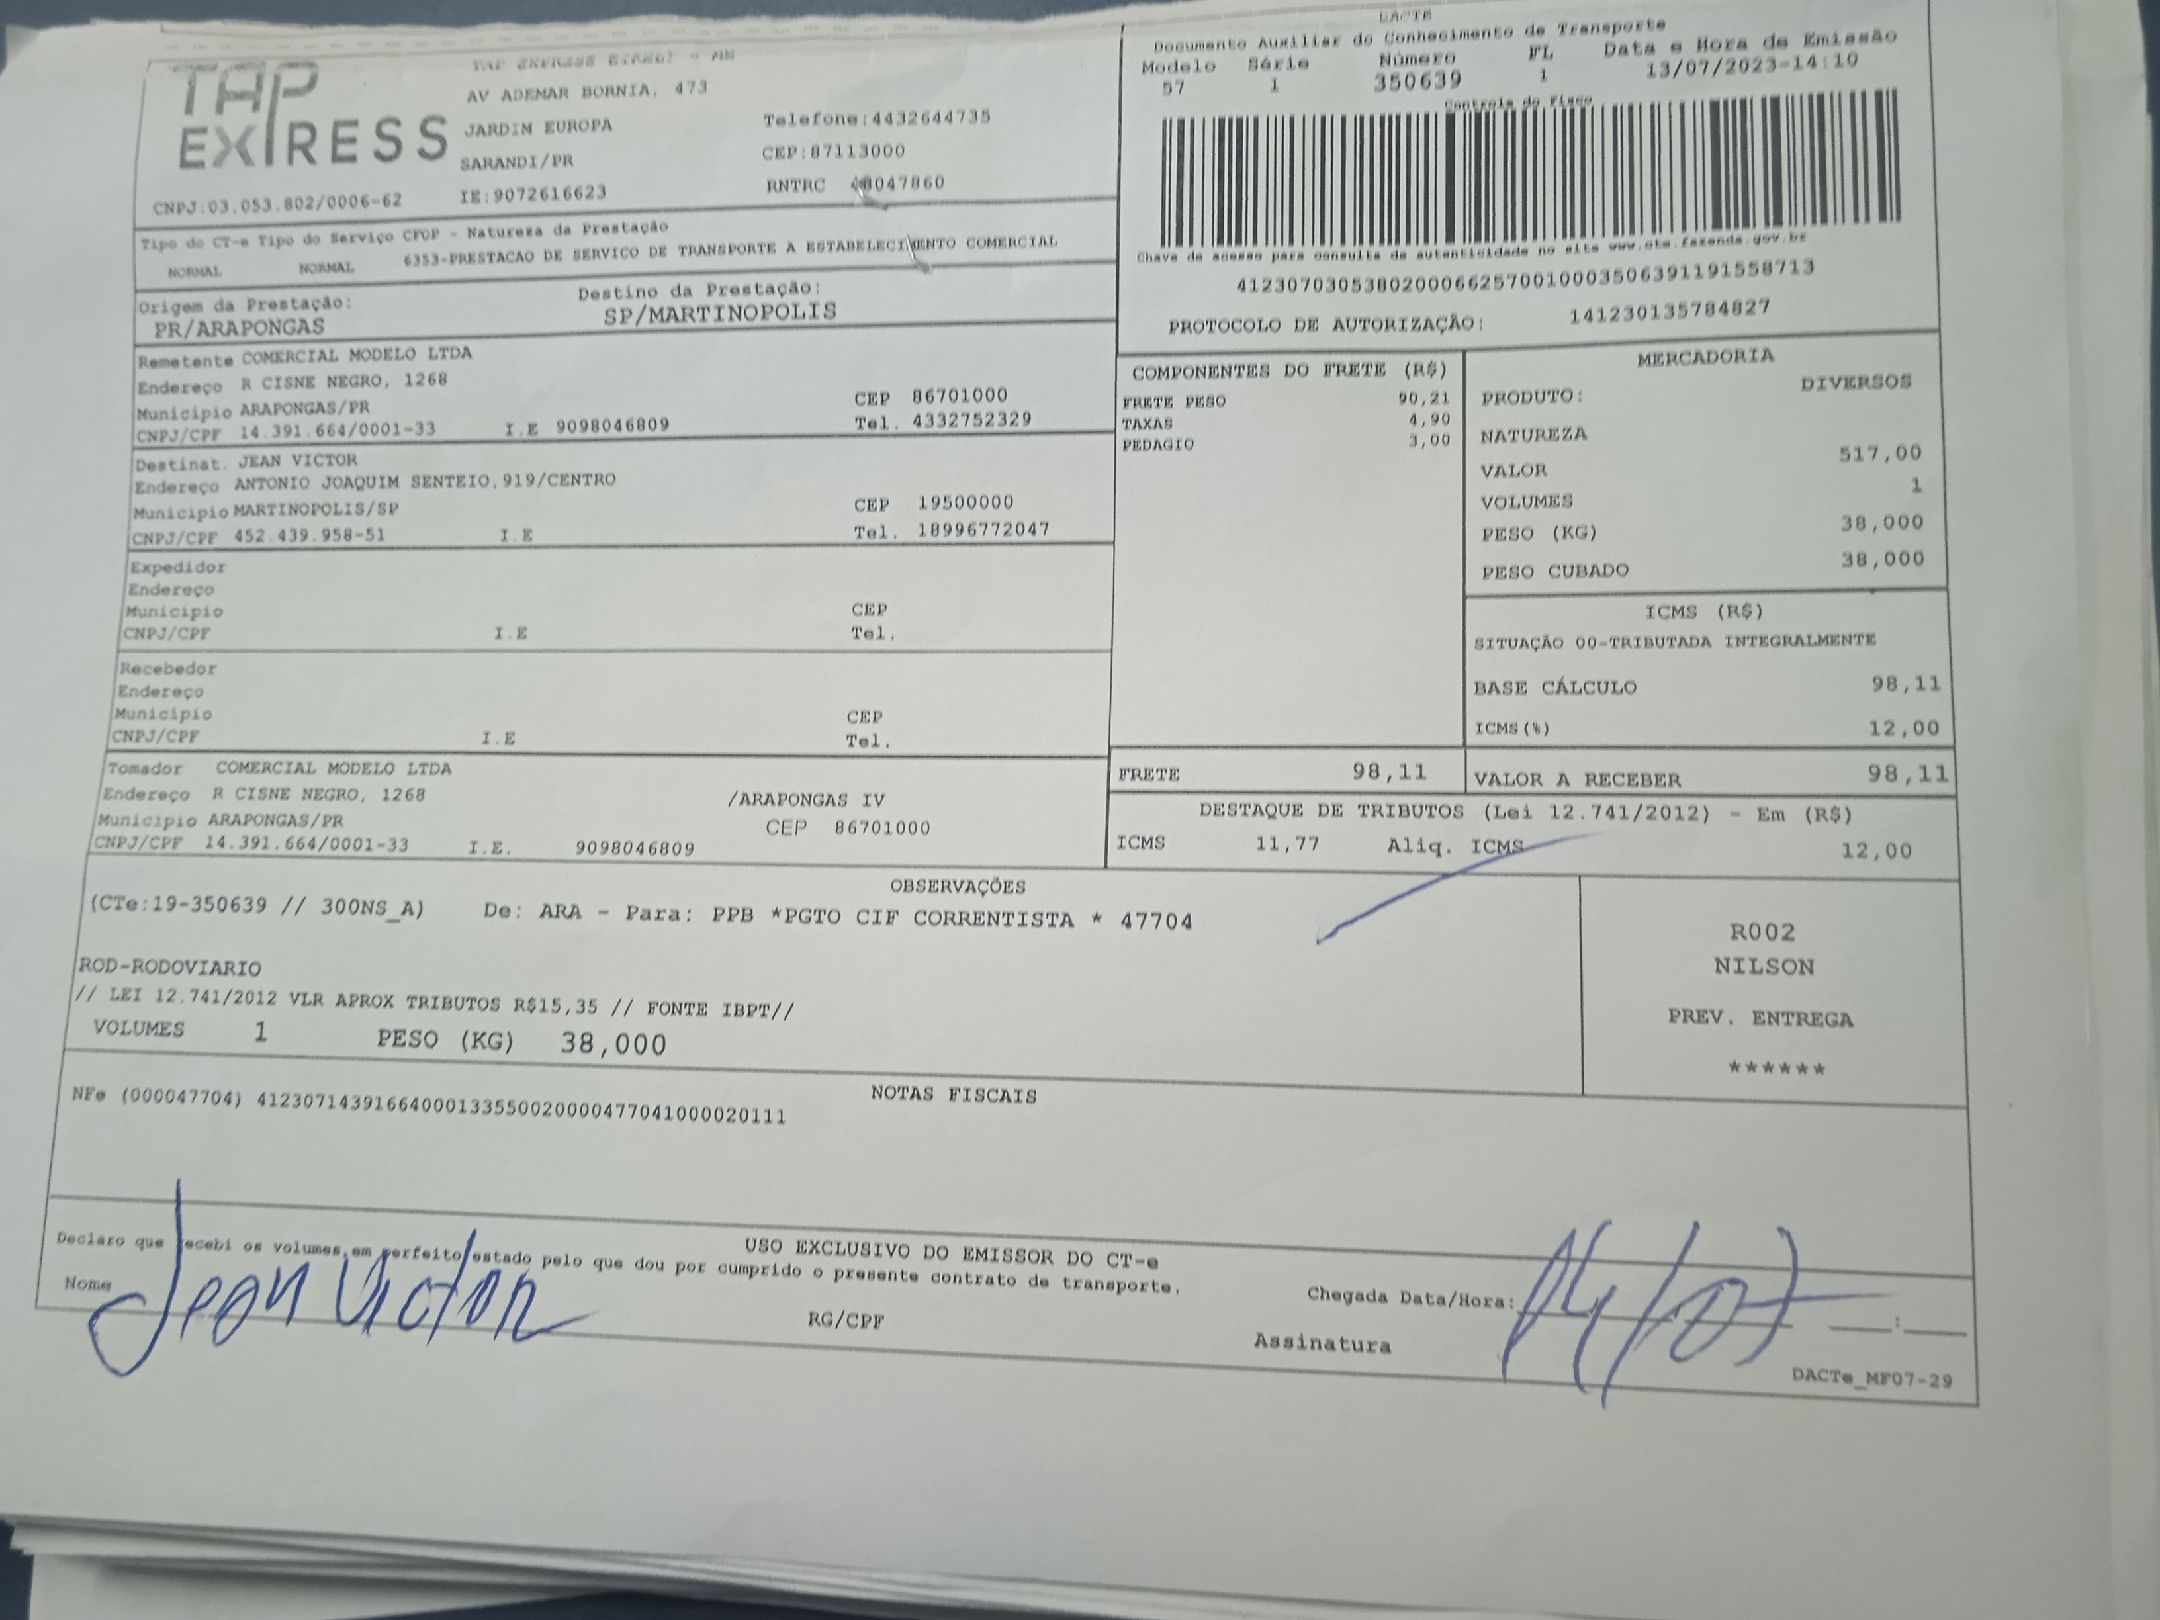 DACTE
Documento Auxiliar do Conhecimento de Transporte
Modelo Série Número FL Data e Hora de Emissão
57 1 350639 1 13/07/2023-14:10
Controle do Fisco
TAP EXPRESS
TAP EXPRESS
AV ADEMAR BORNIA, 473
JARDIM EUROPA Telefone:4432644735
SARANDI/PR CEP:87113000
CNPJ:03.053.802/0006-62 IE:9072616623 RNTRC 48047860
Chave de acesso para consulta de autenticidade no site www.cte.fazenda.gov.br
41230703053802000662570010003506391191558713
PROTOCOLO DE AUTORIZAÇÃO: 141230135784827
Tipo do CT-e Tipo do Serviço CFOP - Natureza da Prestação
NORMAL NORMAL 6353-PRESTACAO DE SERVICO DE TRANSPORTE A ESTABELECIMENTO COMERCIAL
Origem da Prestação: Destino da Prestação:
PR/ARAPONGAS SP/MARTINOPOLIS
Remetente COMERCIAL MODELO LTDA
Endereço R CISNE NEGRO, 1268 CEP 86701000
Municipio ARAPONGAS/PR Tel. 4332752329
CNPJ/CPF 14.391.664/0001-33 I.E 9098046809
Destinat. JEAN VICTOR
Endereço ANTONIO JOAQUIM SENTEIO,919/CENTRO
Municipio MARTINOPOLIS/SP CEP 19500000
CNPJ/CPF 452.439.958-51 I.E Tel. 18996772047
Expedidor
Endereço
Municipio CEP
CNPJ/CPF I.E Tel.
Recebedor
Endereço
Municipio CEP
CNPJ/CPF I.E Tel.
Tomador COMERCIAL MODELO LTDA
Endereço R CISNE NEGRO, 1268 /ARAPONGAS IV
Municipio ARAPONGAS/PR CEP 86701000
CNPJ/CPF 14.391.664/0001-33 I.E. 9098046809
COMPONENTES DO FRETE (R$)
FRETE PESO 90,21
TAXAS 4,90
PEDAGIO 3,00
MERCADORIA
PRODUTO: DIVERSOS
NATUREZA
VALOR 517,00
VOLUMES 1
PESO (KG) 38,000
PESO CUBADO 38,000
ICMS (R$)
SITUAÇÃO 00-TRIBUTADA INTEGRALMENTE
BASE CÁLCULO 98,11
ICMS(%) 12,00
FRETE 98,11 VALOR A RECEBER 98,11
DESTAQUE DE TRIBUTOS (Lei 12.741/2012) - Em (R$)
ICMS 11,77 Aliq. ICMS 12,00
OBSERVAÇÕES
(CTe:19-350639 // 300NS_A) De: ARA - Para: PPB *PGTO CIF CORRENTISTA * 47704
ROD-RODOVIARIO
// LEI 12.741/2012 VLR APROX TRIBUTOS R$15,35 // FONTE IBPT//
VOLUMES 1 PESO (KG) 38,000
R002
NILSON
PREV. ENTREGA
******
NOTAS FISCAIS
NFe (000047704) 41230714391664000133550020000477041000020111
USO EXCLUSIVO DO EMISSOR DO CT-e
Declaro que recebi os volumes em perfeito estado pelo que dou por cumprido o presente contrato de transporte.
Nome Jean Victor RG/CPF Chegada Data/Hora: 14/07 __:__
Assinatura
DACTe_MF07-29